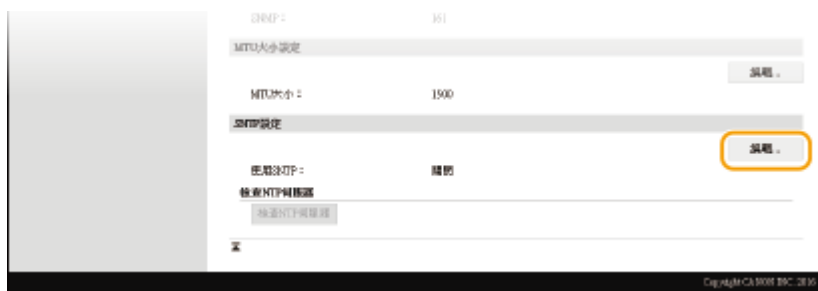 SNMP： 161
MTU大小設定
編輯...
MTU大小： 1500
SNTP設定
編輯...
使用SNTP： 關閉
檢查NTP伺服器
檢查NTP伺服器
Copyright CANON INC. 2016